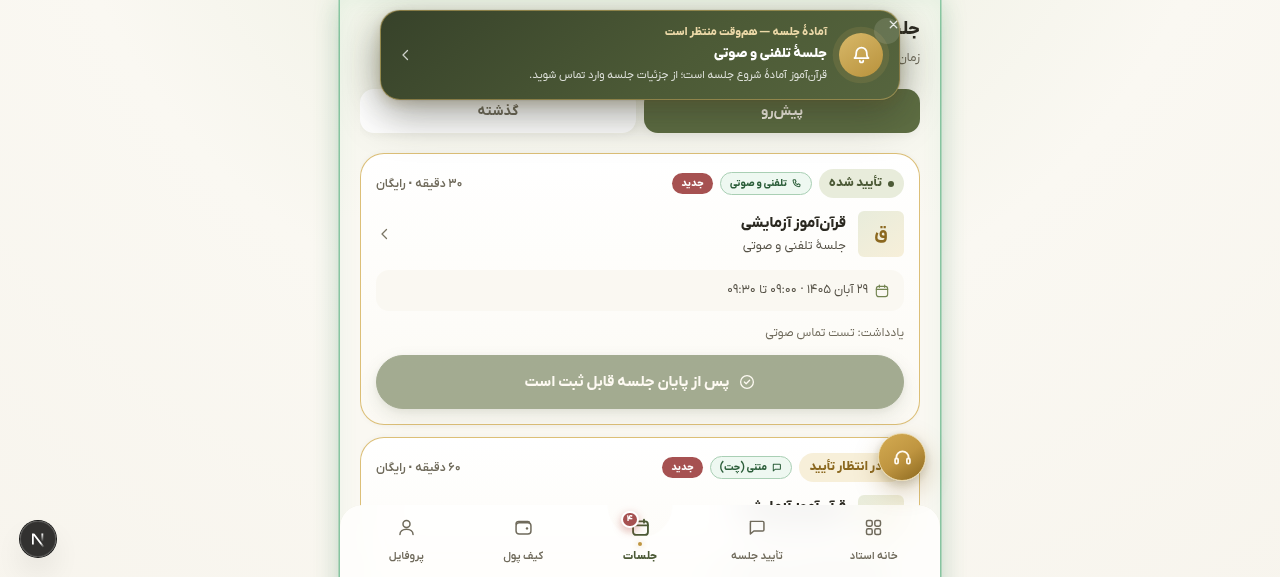 جلـ
زمان
آمادهٔ جلسه — هم‌وقت منتظر است
جلسهٔ تلفنی و صوتی
قرآن‌آموز آمادهٔ شروع جلسه است؛ از جزئیات جلسه وارد تماس شوید.
پیش‌رو
گذشته
تأیید شده
تلفنی و صوتی
جدید
۳۰ دقیقه • رایگان
ق
قرآن‌آموز آزمایشی
جلسهٔ تلفنی و صوتی
۲۹ آبان ۱۴۰۵ · ۰۹:۰۰ تا ۰۹:۳۰
یادداشت: تست تماس صوتی
پس از پایان جلسه قابل ثبت است
در انتظار تأیید
متنی (چت)
جدید
۶۰ دقیقه • رایگان
خانه استاد
تأیید جلسه
۴
جلسات
کیف پول
پروفایل
N